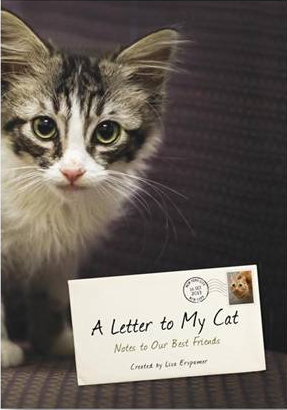 A Letter to My Cat
Notes to Our Best Friends
Created by Lisa Erspamer